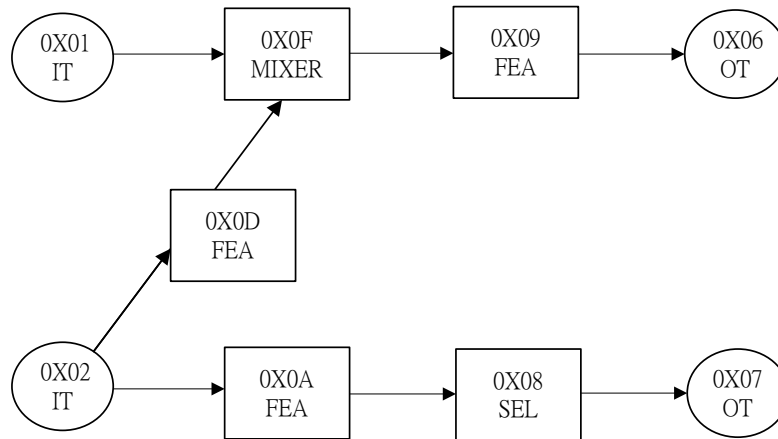 0X01
IT
0X0F
MIXER
0X09
FEA
0X06
OT
0X0D
FEA
0X02
IT
0X0A
FEA
0X08
SEL
0X07
OT